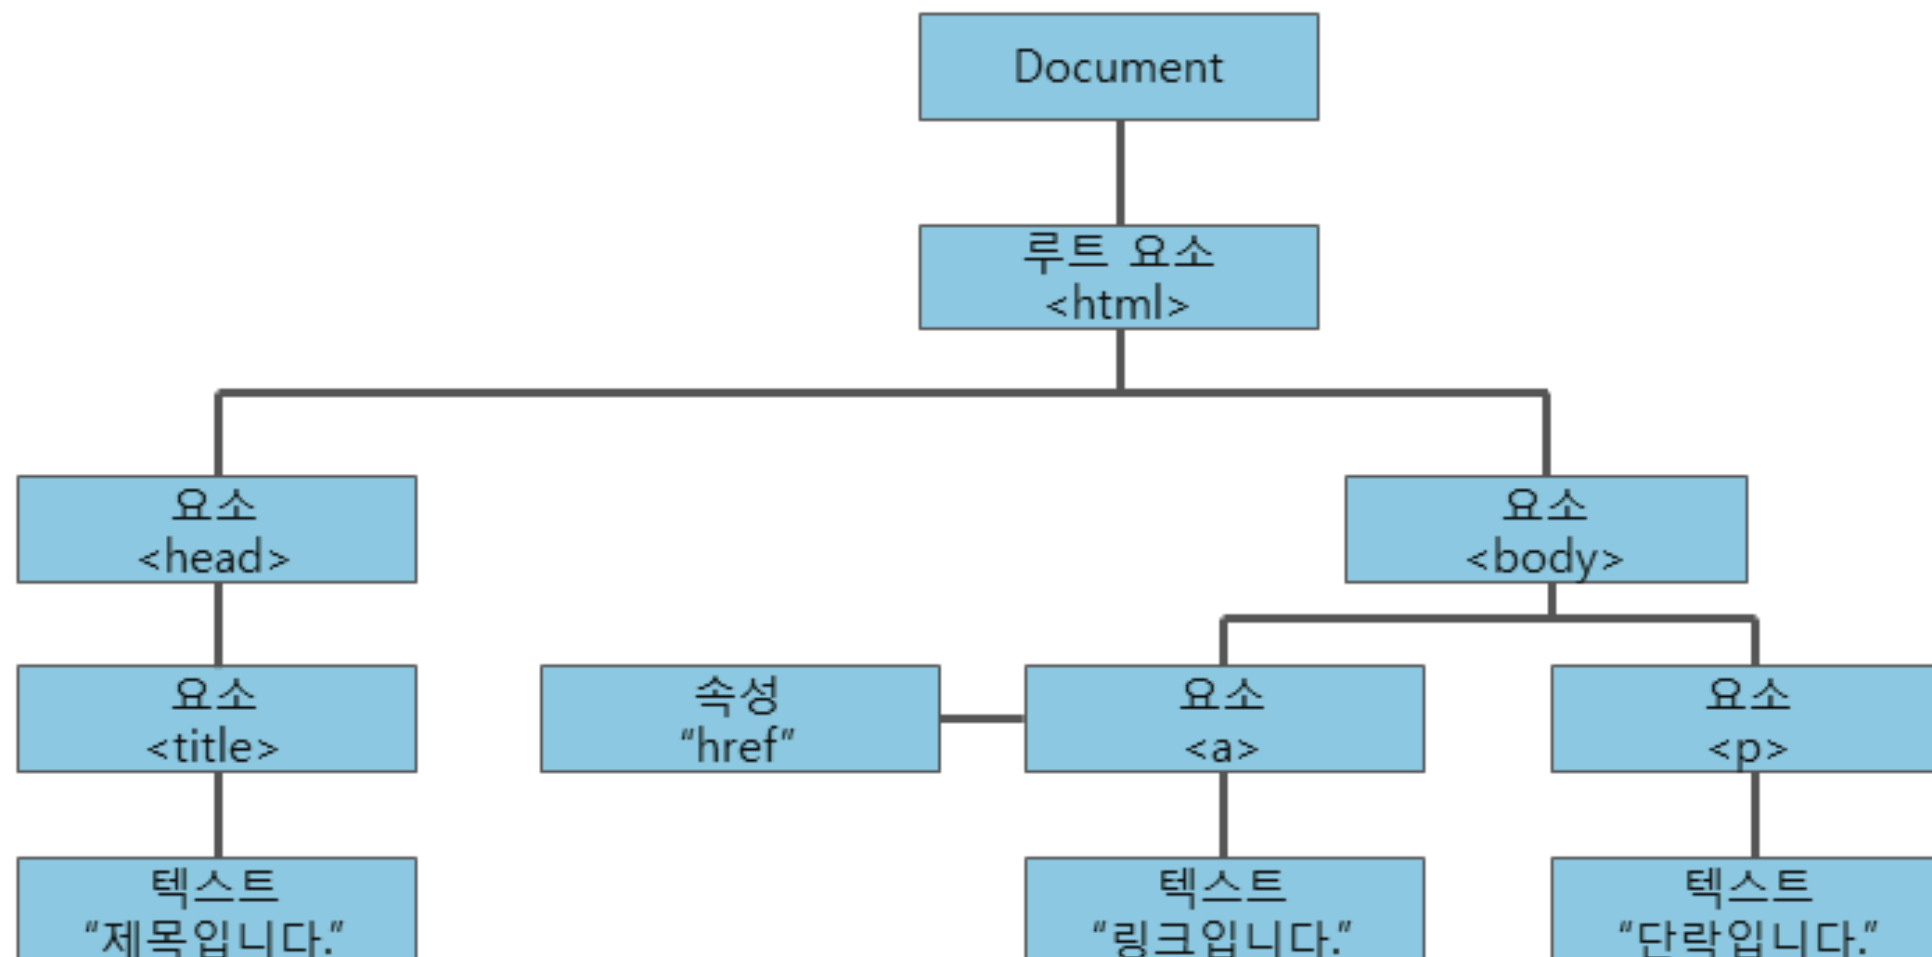 Document
루트 요소
<html>
요소
<head>
요소
<body>
요소
<title>
속성
“href”
요소
<a>
요소
<p>
텍스트
“제목입니다.”
텍스트
“링크입니다.”
텍스트
“단락입니다.”